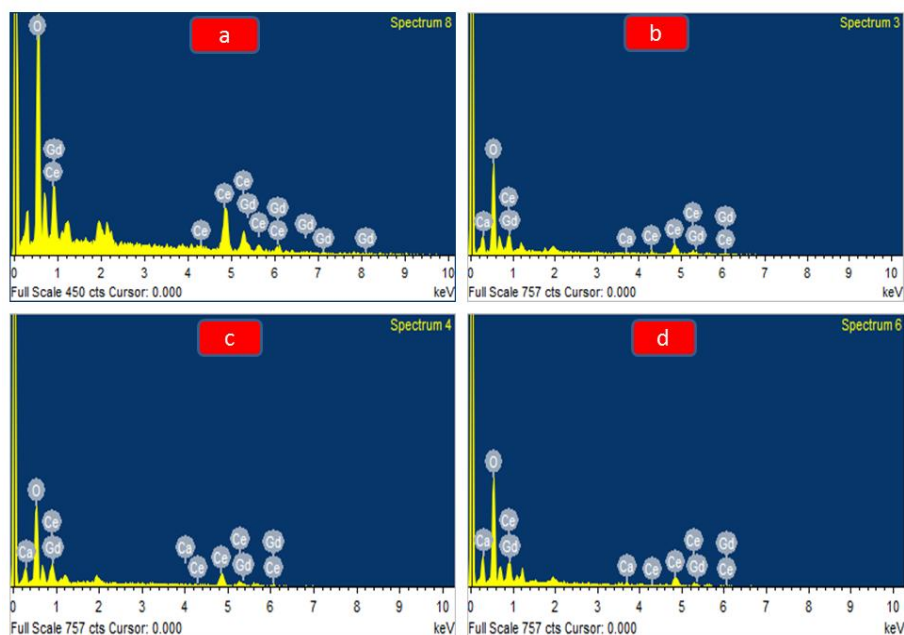 a
Spectrum 8
O
Gd
Ce
Ce
Ce
Ce
Gd
Ce
Gd
Ce
Gd
Gd
Gd
0 1 2 3 4 5 6 7 8 9 10
Full Scale 450 cts Cursor: 0.000 keV
b
Spectrum 3
O
Ca
Ce
Gd
Ca
Ce
Ce
Ce
Gd
Gd
Ce
0 1 2 3 4 5 6 7 8 9 10
Full Scale 757 cts Cursor: 0.000 keV
c
Spectrum 4
O
Ca
Ce
Gd
Ca
Ce
Ce
Ce
Gd
Gd
Ce
0 1 2 3 4 5 6 7 8 9 10
Full Scale 757 cts Cursor: 0.000 keV
d
Spectrum 6
O
Ca
Ce
Gd
Ca
Ce
Ce
Ce
Gd
Gd
Ce
0 1 2 3 4 5 6 7 8 9 10
Full Scale 757 cts Cursor: 0.000 keV